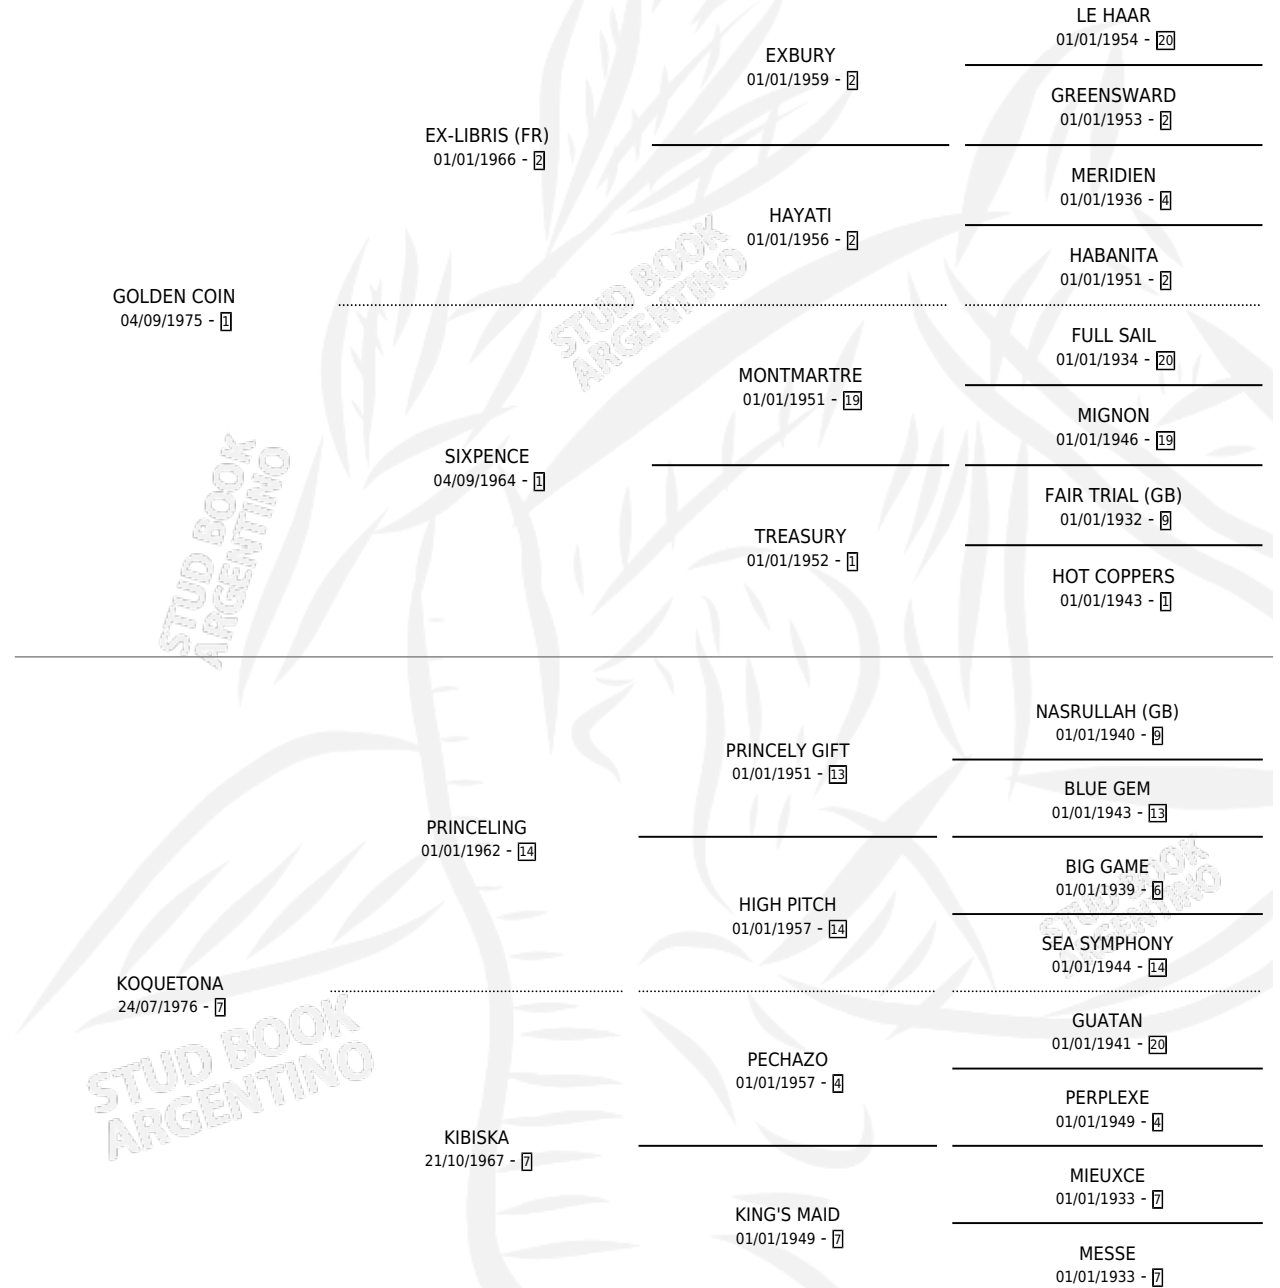 LE HAAR
01/01/1954 - 20
EXBURY
01/01/1959 - 2
GREENSWARD
01/01/1953 - 2
EX-LIBRIS (FR)
01/01/1966 - 2
MERIDIEN
01/01/1936 - 4
HAYATI
01/01/1956 - 2
HABANITA
01/01/1951 - 2
GOLDEN COIN
04/09/1975 - 1
FULL SAIL
01/01/1934 - 20
MONTMARTRE
01/01/1951 - 19
MIGNON
01/01/1946 - 19
SIXPENCE
04/09/1964 - 1
FAIR TRIAL (GB)
01/01/1932 - 9
TREASURY
01/01/1952 - 1
HOT COPPERS
01/01/1943 - 1
STUD BOOK
ARGENTINO
STUD BOOK
ARGENTINO
NASRULLAH (GB)
01/01/1940 - 9
PRINCELY GIFT
01/01/1951 - 13
BLUE GEM
01/01/1943 - 13
PRINCELING
01/01/1962 - 14
BIG GAME
01/01/1939 - 6
HIGH PITCH
01/01/1957 - 14
SEA SYMPHONY
01/01/1944 - 14
KOQUETONA
24/07/1976 - 7
GUATAN
01/01/1941 - 20
PECHAZO
01/01/1957 - 4
PERPLEXE
01/01/1949 - 4
KIBISKA
21/10/1967 - 7
MIEUXCE
01/01/1933 - 7
KING'S MAID
01/01/1949 - 7
MESSE
01/01/1933 - 7
STUD BOOK
ARGENTINO
STUD BOOK
ARGENTINO